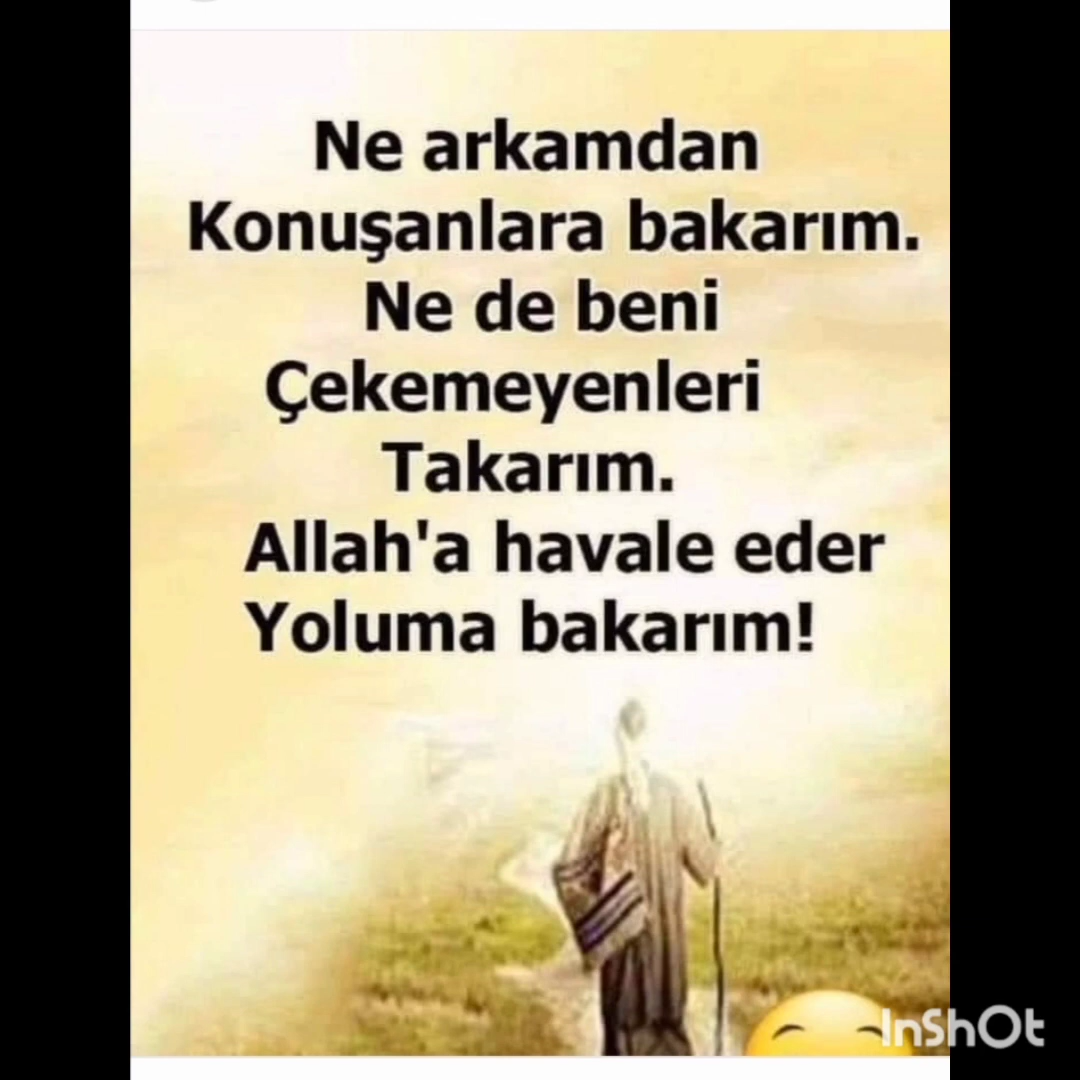 Ne arkamdan
Konuşanlara bakarım.
Ne de beni
Çekemeyenleri
Takarım.
Allah'a havale eder
Yoluma bakarım!
InShOt